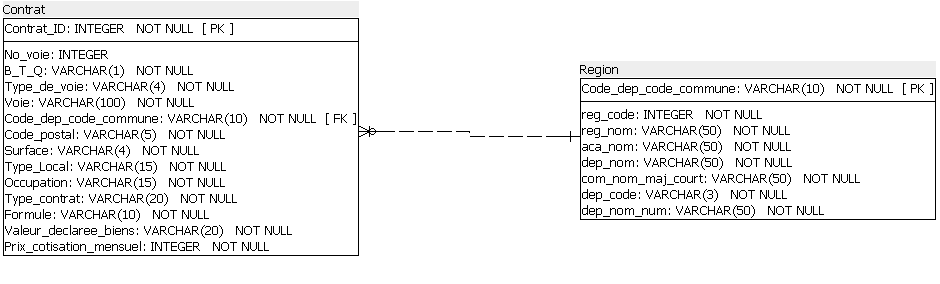 Contrat
Contrat_ID: INTEGER NOT NULL [ PK ]
No_voie: INTEGER
B_T_Q: VARCHAR(1) NOT NULL
Type_de_voie: VARCHAR(4) NOT NULL
Voie: VARCHAR(100) NOT NULL
Code_dep_code_commune: VARCHAR(10) NOT NULL [ FK ]
Code_postal: VARCHAR(5) NOT NULL
Surface: VARCHAR(4) NOT NULL
Type_Local: VARCHAR(15) NOT NULL
Occupation: VARCHAR(15) NOT NULL
Type_contrat: VARCHAR(20) NOT NULL
Formule: VARCHAR(10) NOT NULL
Valeur_declaree_biens: VARCHAR(20) NOT NULL
Prix_cotisation_mensuel: INTEGER NOT NULL
Region
Code_dep_code_commune: VARCHAR(10) NOT NULL [ PK ]
reg_code: INTEGER NOT NULL
reg_nom: VARCHAR(50) NOT NULL
aca_nom: VARCHAR(50) NOT NULL
dep_nom: VARCHAR(50) NOT NULL
com_nom_maj_court: VARCHAR(50) NOT NULL
dep_code: VARCHAR(3) NOT NULL
dep_nom_num: VARCHAR(50) NOT NULL